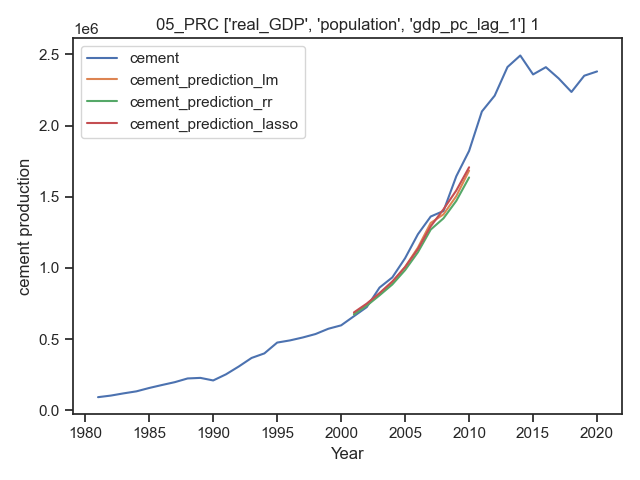 05_PRC ['real_GDP', 'population', 'gdp_pc_lag_1'] 1
1e6
cement
cement_prediction_lm
cement_prediction_rr
cement_prediction_lasso
2.5
2.0
1.5
1.0
0.5
0.0
cement production
1980 1985 1990 1995 2000 2005 2010 2015 2020
Year